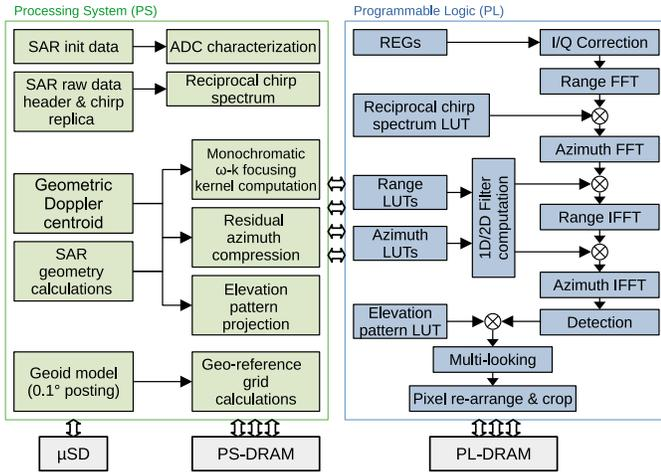 Processing System (PS)
SAR init data
ADC characterization
SAR raw data
header & chirp
replica
Reciprocal chirp
spectrum
Monochromatic
ω-k focusing
kernel computation
Geometric
Doppler
centroid
Residual
azimuth
compression
SAR
geometry
calculations
Elevation
pattern
projection
Geoid model
(0.1° posting)
Geo-reference
grid
calculations
µSD
PS-DRAM
Programmable Logic (PL)
REGs
I/Q Correction
Range FFT
Reciprocal chirp
spectrum LUT
Azimuth FFT
Range
LUTs
Azimuth
LUTs
1D/2D Filter
computation
Range IFFT
Azimuth IFFT
Elevation
pattern LUT
Detection
Multi-looking
Pixel re-arrange & crop
PL-DRAM